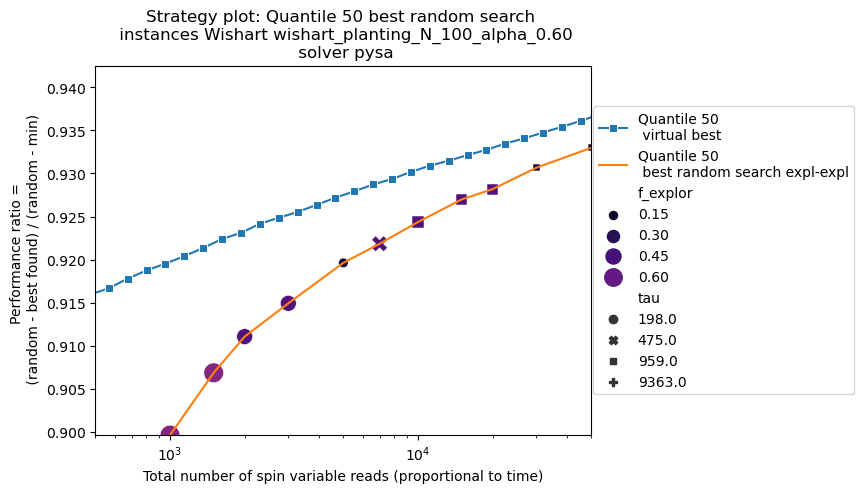 Strategy plot: Quantile 50 best random search
instances Wishart wishart_planting_N_100_alpha_0.60
solver pysa
Performance ratio =
(random - best found) / (random - min)
0.940
0.935
0.930
0.925
0.920
0.915
0.910
0.905
0.900
10³
10⁴
Total number of spin variable reads (proportional to time)
Quantile 50
virtual best
Quantile 50
best random search expl-expl
f_explor
0.15
0.30
0.45
0.60
tau
198.0
475.0
959.0
9363.0